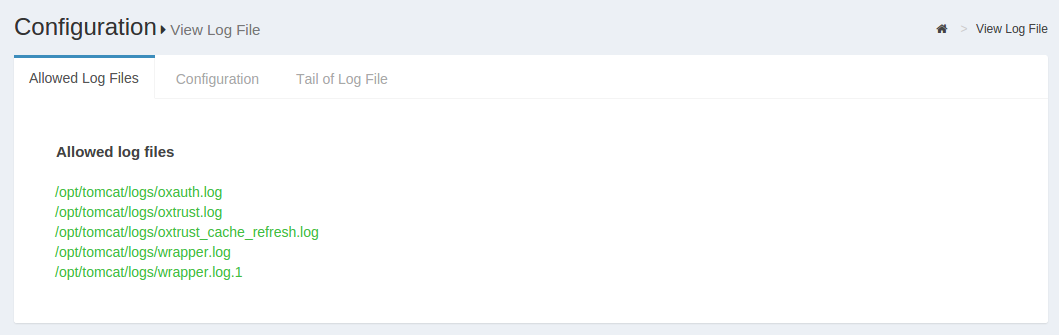 Configuration View Log File
> View Log File
Allowed Log Files Configuration Tail of Log File
Allowed log files
/opt/tomcat/logs/oxauth.log
/opt/tomcat/logs/oxtrust.log
/opt/tomcat/logs/oxtrust_cache_refresh.log
/opt/tomcat/logs/wrapper.log
/opt/tomcat/logs/wrapper.log.1